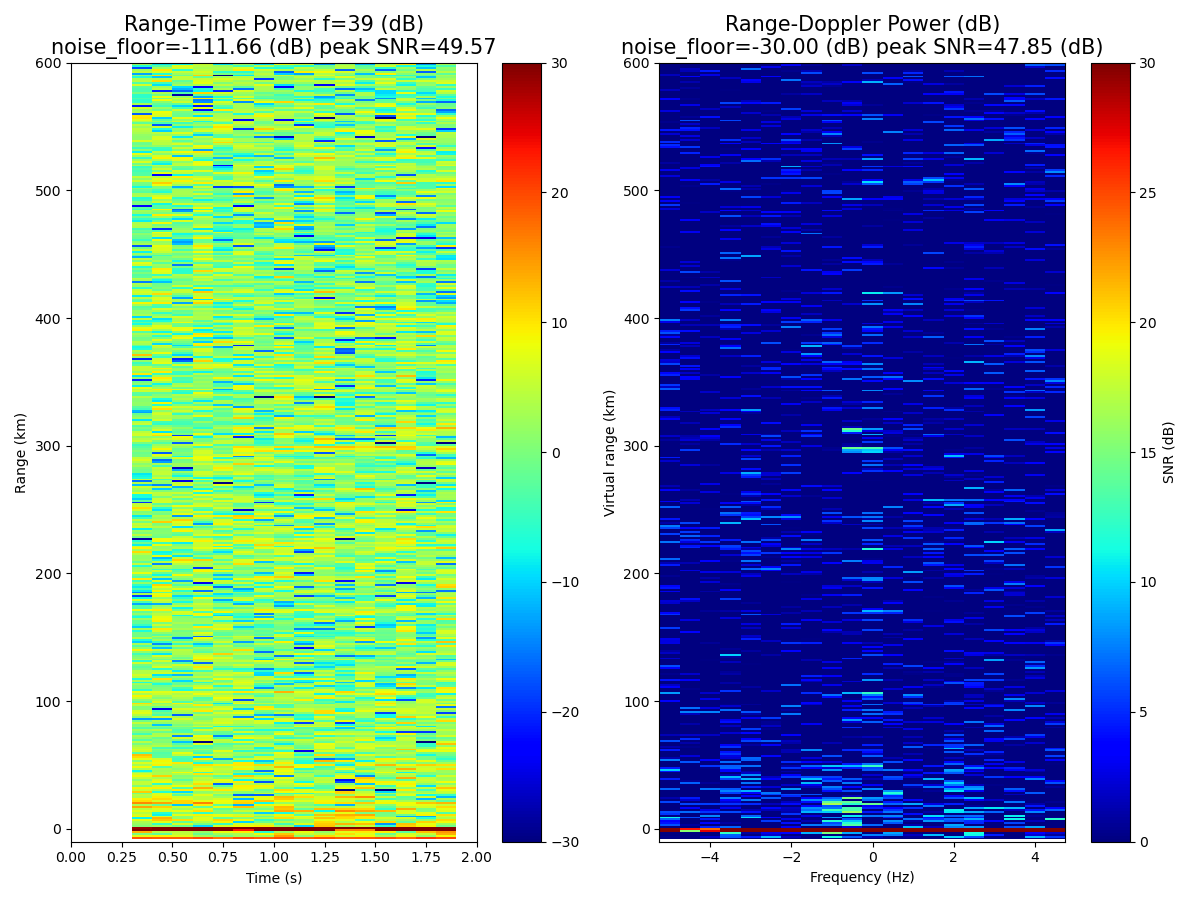 Range-Time Power f=39 (dB)
noise_floor=-111.66 (dB) peak SNR=49.57
Range-Doppler Power (dB)
noise_floor=-30.00 (dB) peak SNR=47.85 (dB)
600
500
400
300
200
100
0
Range (km)
0.00 0.25 0.50 0.75 1.00 1.25 1.50 1.75 2.00
Time (s)
30
20
10
0
−10
−20
−30
600
500
400
300
200
100
0
Virtual range (km)
−4 −2 0 2 4
Frequency (Hz)
30
25
20
15
10
5
0
SNR (dB)